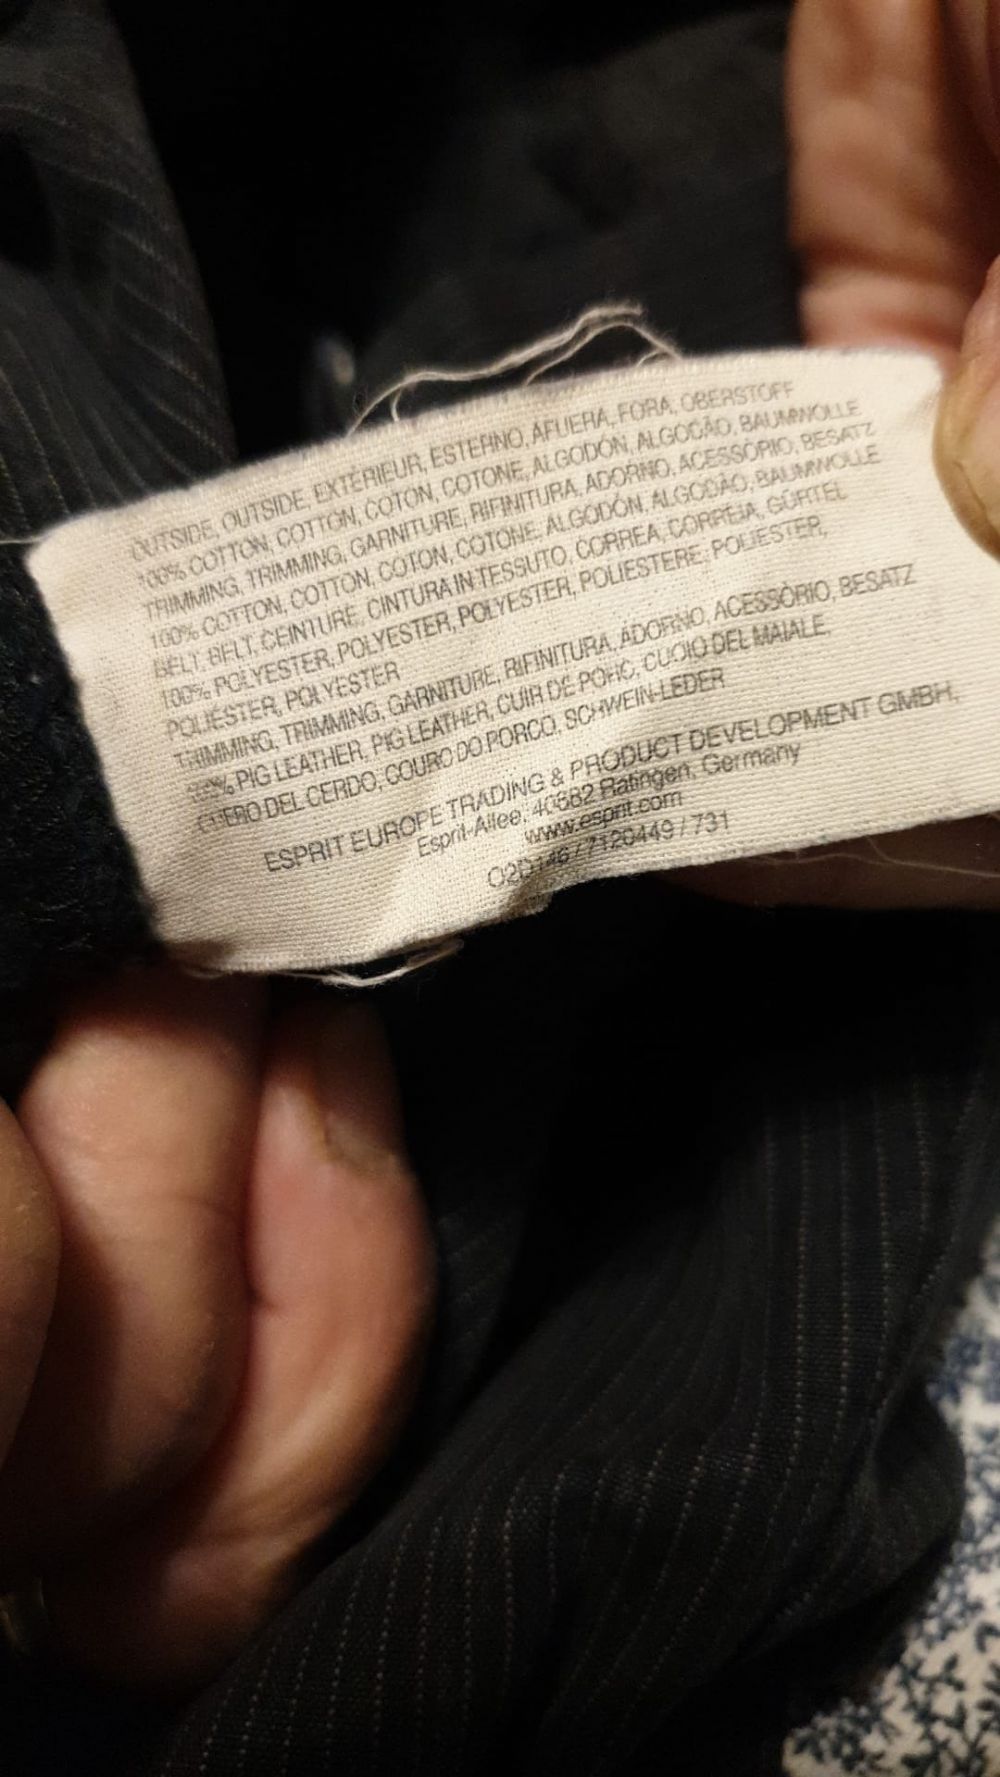 OUTSIDE, OUTSIDE, EXTÉRIEUR, ESTERNO, AFUERA, FORA, OBERSTOFF
100% COTTON, COTTON, COTON, COTONE, ALGODÓN, ALGODÃO, BAUMWOLLE
TRIMMING, TRIMMING, GARNITURE, RIFINITURA, ADORNO, ACESSÒRIO, BESATZ
100% COTTON, COTTON, COTON, COTONE, ALGODÓN, ALGODÃO, BAUMWOLLE
BELT, BELT, CEINTURE, CINTURA IN TESSUTO, CORREA, CORREIA, GÜRTEL
100% POLYESTER, POLYESTER, POLYESTER, POLIESTERE, POLIESTER,
POLIÉSTER, POLYESTER
TRIMMING, TRIMMING, GARNITURE, RIFINITURA, ADORNO, ACESSÒRIO, BESATZ
PIG LEATHER, PIG LEATHER, CUIR DE PORC, CUOIO DEL MAIALE,
CUERO DEL CERDO, COURO DO PORCO, SCHWEIN-LEDER
ESPRIT EUROPE TRADING & PRODUCT DEVELOPMENT GMBH,
Esprit-Allee, 40882 Ratingen, Germany
www.esprit.com
/ 7120449 / 731